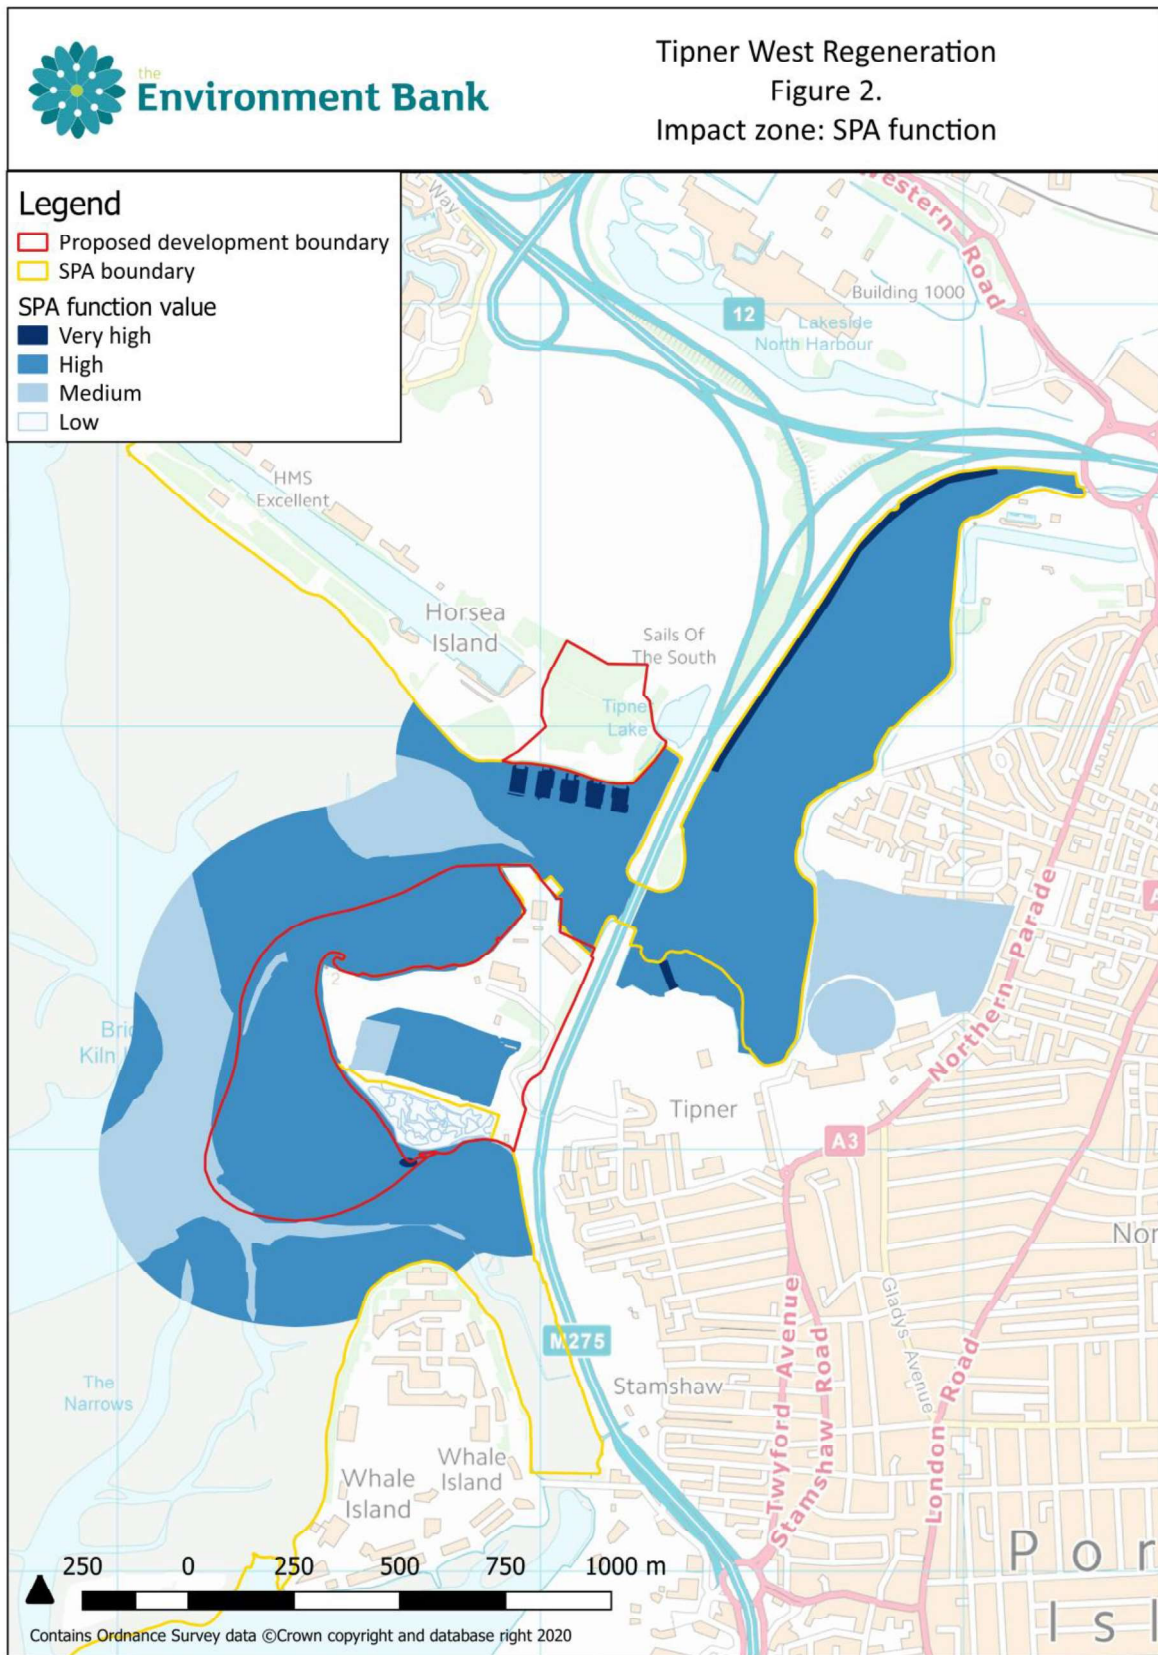 the
Environment Bank
Tipner West Regeneration
Figure 2.
Impact zone: SPA function
Legend
Proposed development boundary
SPA boundary
SPA function value
Very high
High
Medium
Low
Way
Western Road
Building 1000
12
Lakeside
North Harbour
HMS
Excellent
Horsea
Island
Sails Of
The South
Tipner
Lake
Northern Parade
Tipner
A3
M275
Twyford Avenue
Stamshaw Road
Gladys Avenue
London Road
Stamshaw
The
Narrows
Whale
Island
Whale
Island
250 0 250 500 750 1000 m
Contains Ordnance Survey data ©Crown copyright and database right 2020